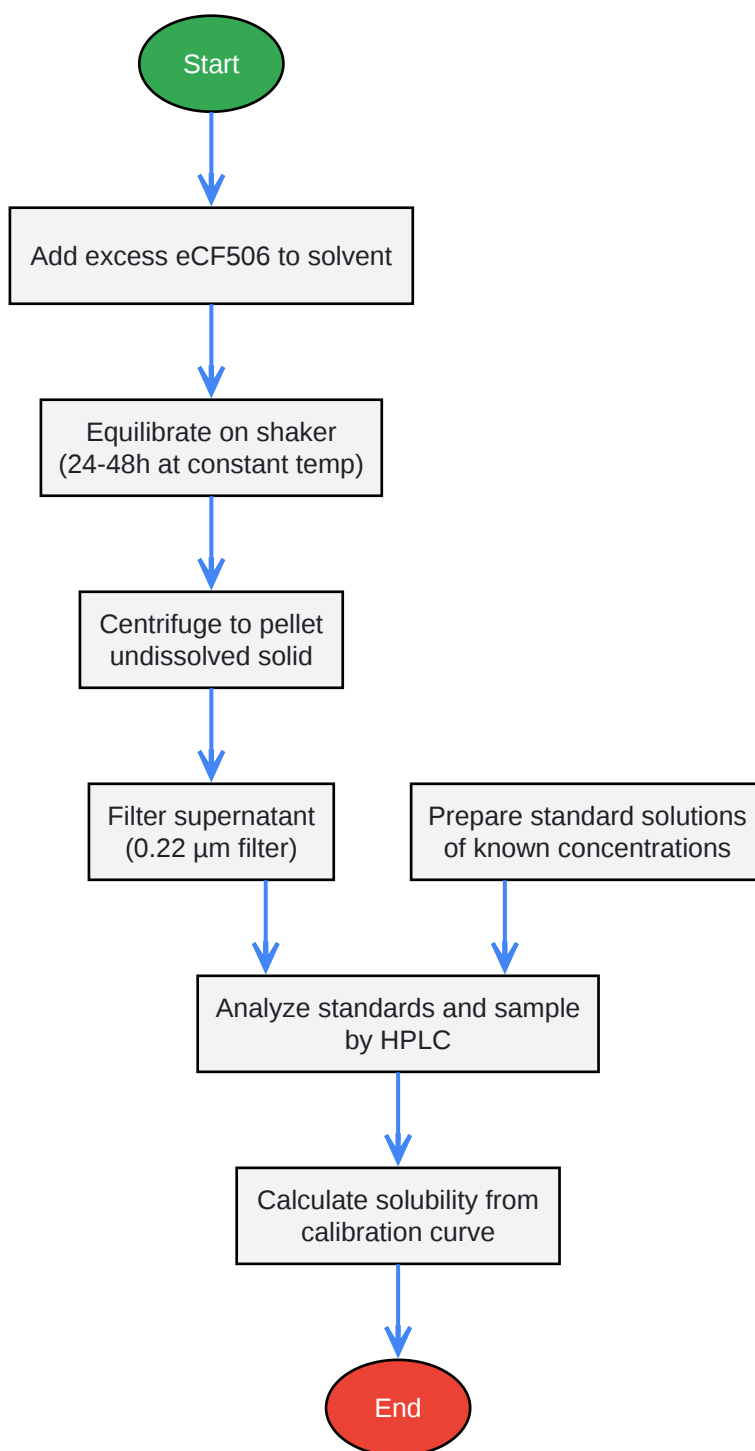 Start
Add excess eCF506 to solvent
Equilibrate on shaker
(24-48h at constant temp)
Centrifuge to pellet
undissolved solid
Filter supernatant
(0.22 µm filter)
Prepare standard solutions
of known concentrations
Analyze standards and sample
by HPLC
Calculate solubility from
calibration curve
End